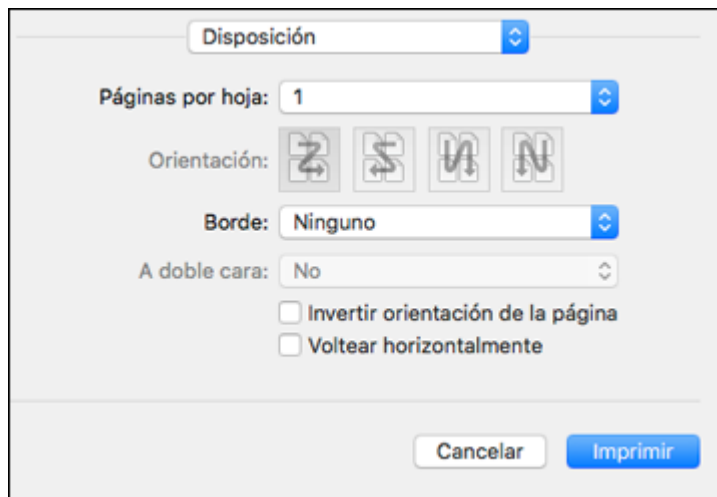 Disposición
Páginas por hoja: 1
Orientación:
Borde: Ninguno
A doble cara: No
Invertir orientación de la página
Voltear horizontalmente
Cancelar Imprimir